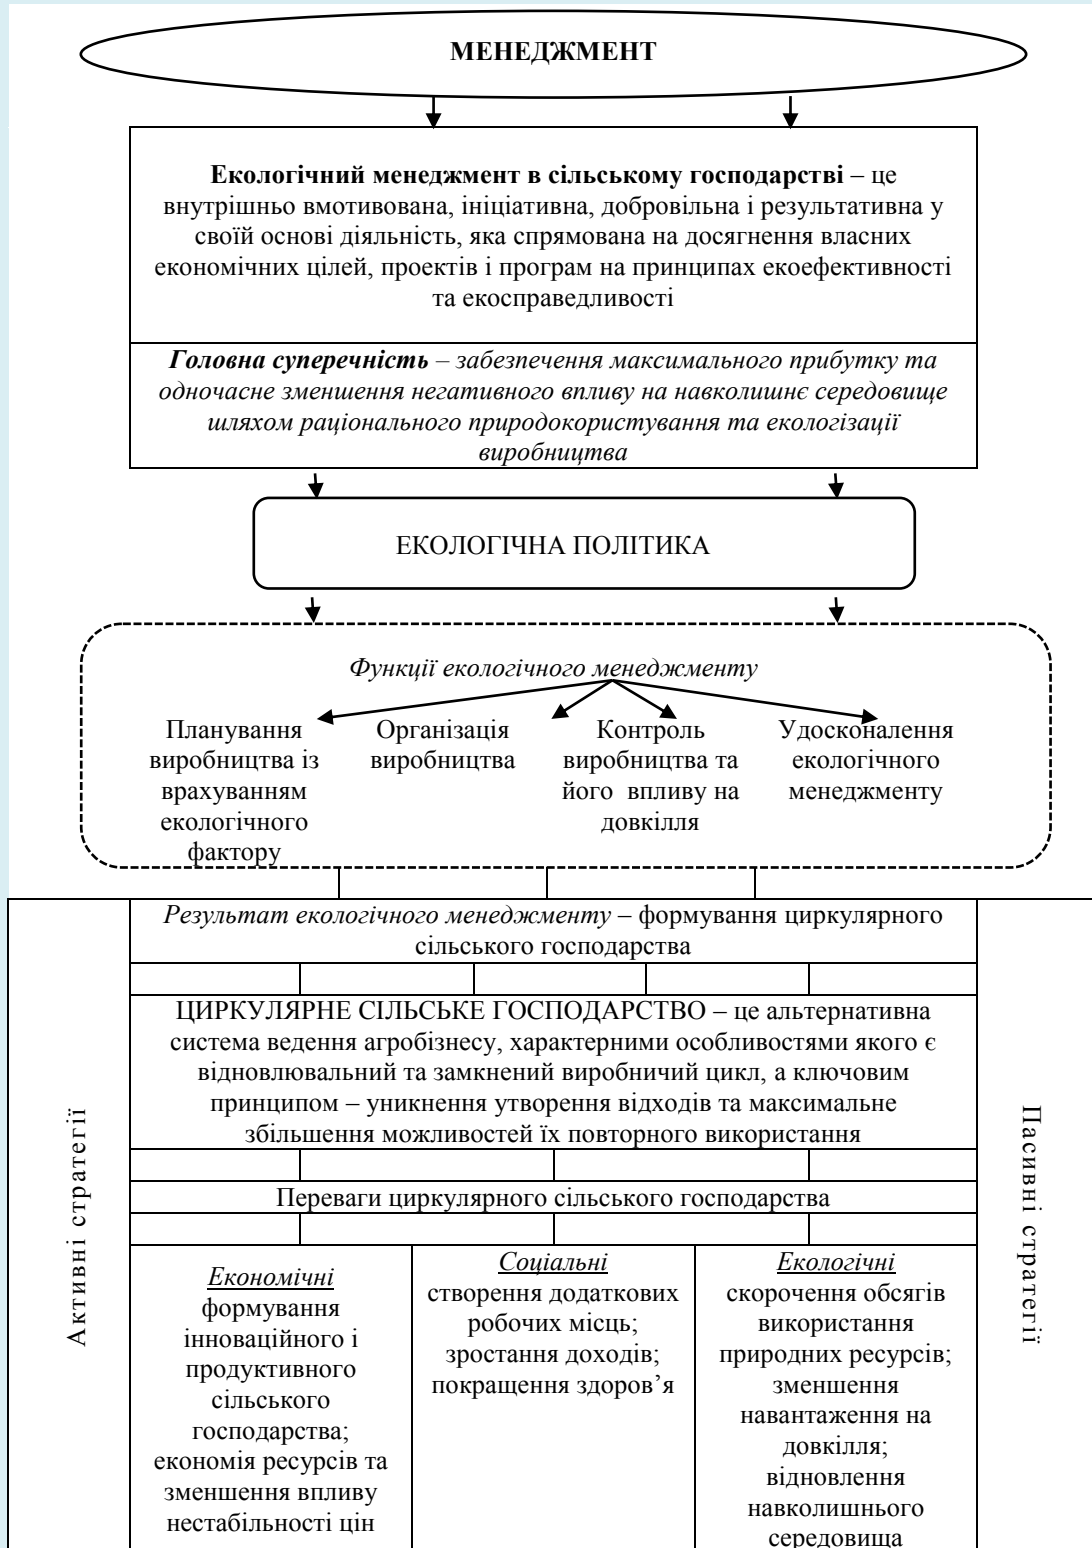 МЕНЕДЖМЕНТ
Екологічний менеджмент в сільському господарстві – це
внутрішньо вмотивована, ініціативна, добровільна і результативна у
своїй основі діяльність, яка спрямована на досягнення власних
економічних цілей, проектів і програм на принципах екоефективності
та екосправедливості
Головна суперечність – забезпечення максимального прибутку та
одночасне зменшення негативного впливу на навколишнє середовище
шляхом раціонального природокористування та екологізації
виробництва
ЕКОЛОГІЧНА ПОЛІТИКА
Функції екологічного менеджменту
Планування
виробництва із
врахуванням
екологічного
фактору
Організація
виробництва
Контроль
виробництва та
його впливу на
довкілля
Удосконалення
екологічного
менеджменту
Активні стратегії
Результат екологічного менеджменту – формування циркулярного
сільського господарства
ЦИРКУЛЯРНЕ СІЛЬСЬКЕ ГОСПОДАРСТВО – це альтернативна
система ведення агробізнесу, характерними особливостями якого є
відновлювальний та замкнений виробничий цикл, а ключовим
принципом – уникнення утворення відходів та максимальне
збільшення можливостей їх повторного використання
Переваги циркулярного сільського господарства
Економічні
формування
інноваційного і
продуктивного
сільського
господарства;
економія ресурсів та
зменшення впливу
нестабільності цін
Соціальні
створення додаткових
робочих місць;
зростання доходів;
покращення здоров’я
Екологічні
скорочення обсягів
використання
природних ресурсів;
зменшення
навантаження на
довкілля;
відновлення
навколишнього
середовища
Пасивні стратегії